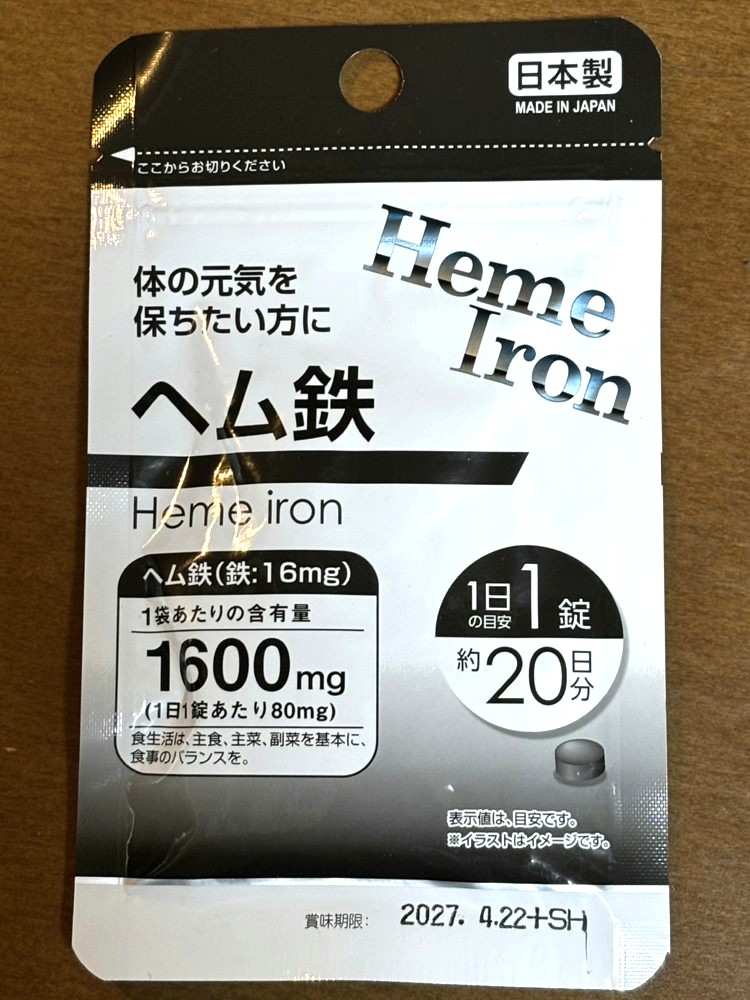 日本製
MADE IN JAPAN
ここからお切りください
Heme
Iron
体の元気を
保ちたい方に
ヘム鉄
Heme iron
ヘム鉄(鉄:16mg)
1袋あたりの含有量
1600mg
(1日1錠あたり80mg)
食生活は、主食、主菜、副菜を基本に、
食事のバランスを。
1日の目安1錠
約20日分
表示値は、目安です。
※イラストはイメージです。
賞味期限: 2027. 4.22+SH